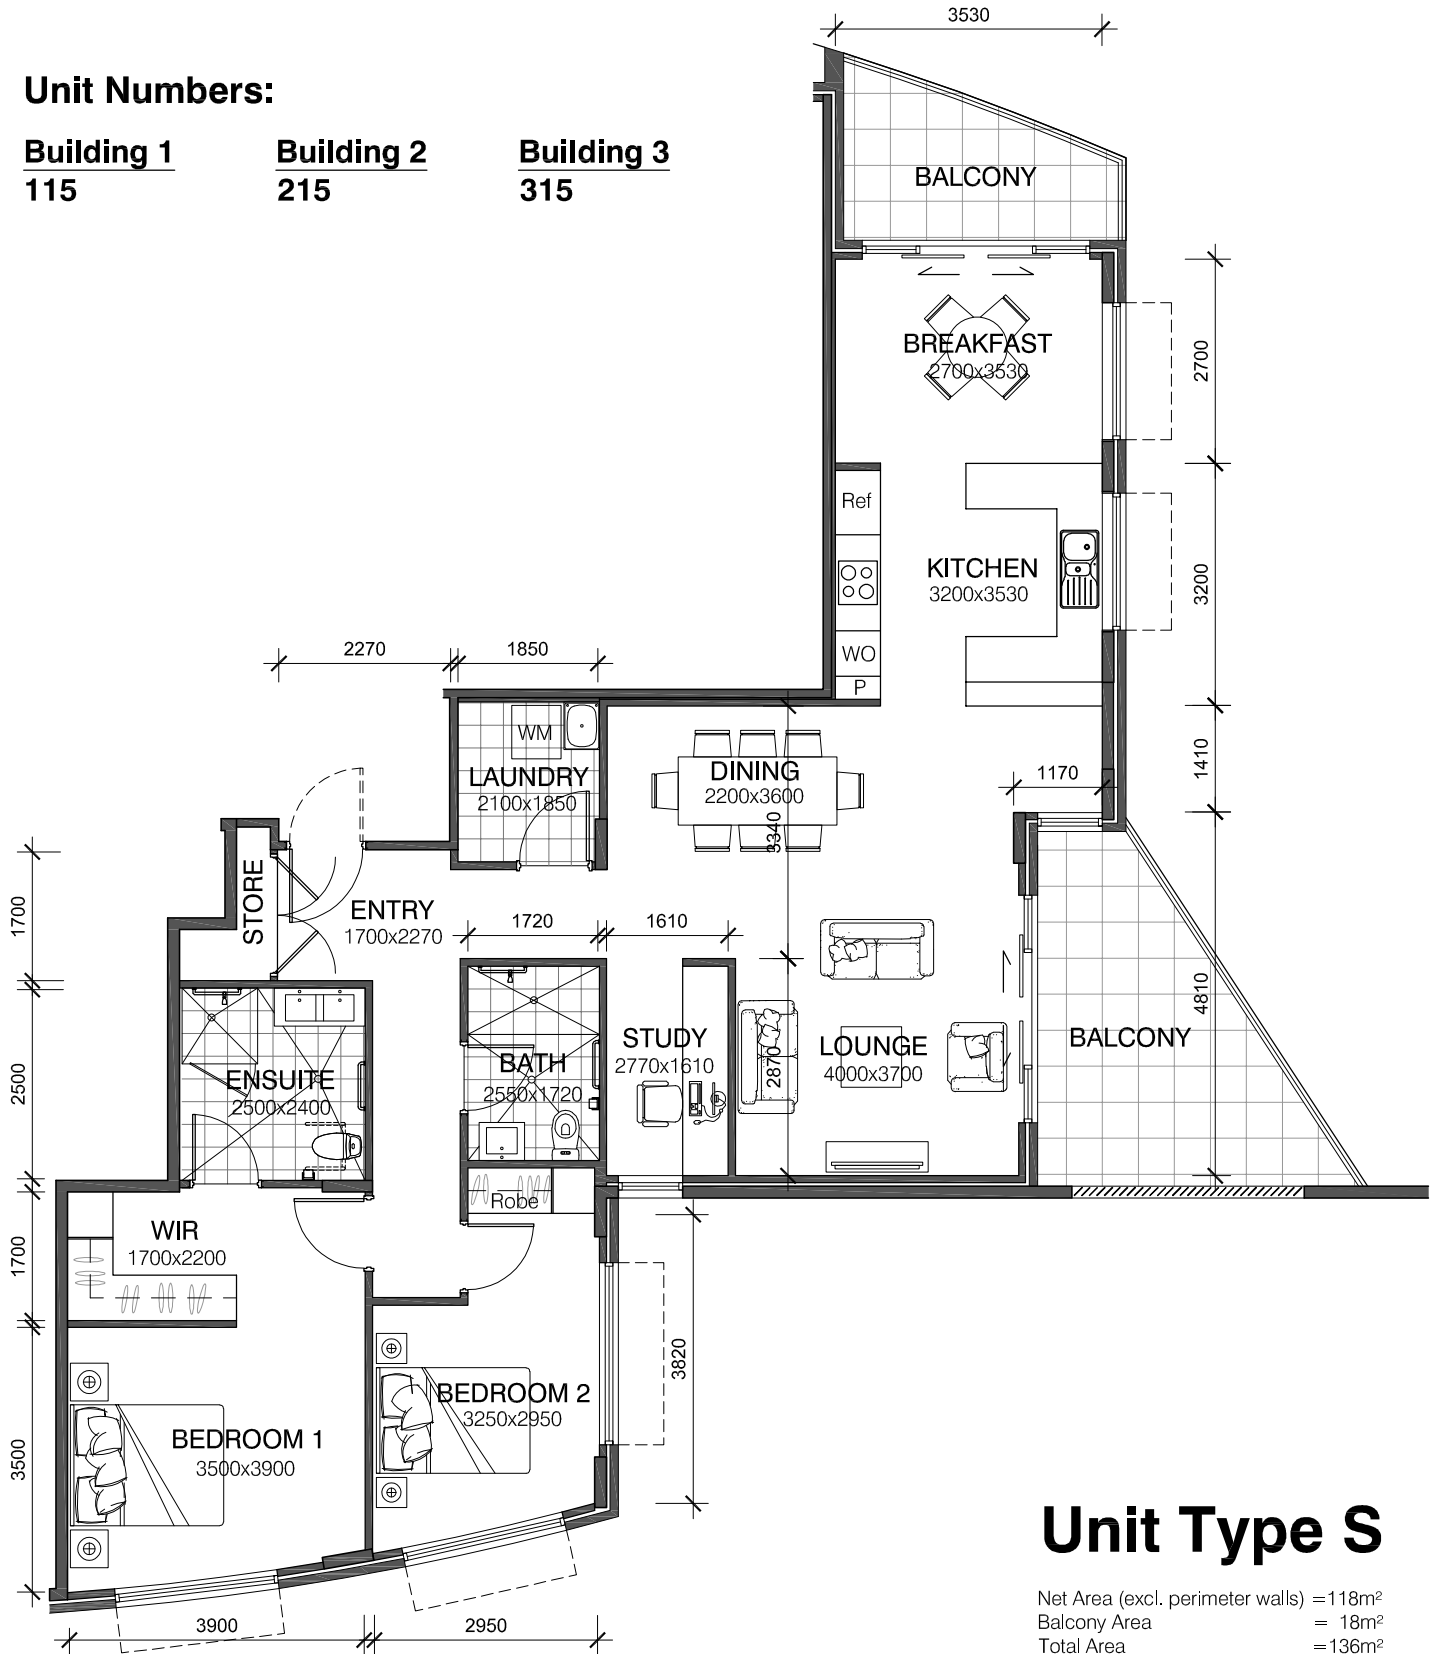 3530
Unit Numbers:
Building 1 Building 2 Building 3
115 215 315
BALCONY
BREAKFAST
2700x3530
2700
Ref
KITCHEN
3200x3530
3200
WO
P
2270
1850
WM
LAUNDRY
2100x1850
DINING
2200x3600
3340
1170
1410
STORE
ENTRY
1700x2270
1700
1720
1610
ENSUITE
2500x2400
2500
BATH
2550x1720
STUDY
2770x1610
2870
LOUNGE
4000x3700
BALCONY
4810
WIR
1700x2200
1700
Robe
BEDROOM 1
3500x3900
3500
BEDROOM 2
3250x2950
3820
3900
2950
Unit Type S
Net Area (excl. perimeter walls) =118m²
Balcony Area = 18m²
Total Area =136m²